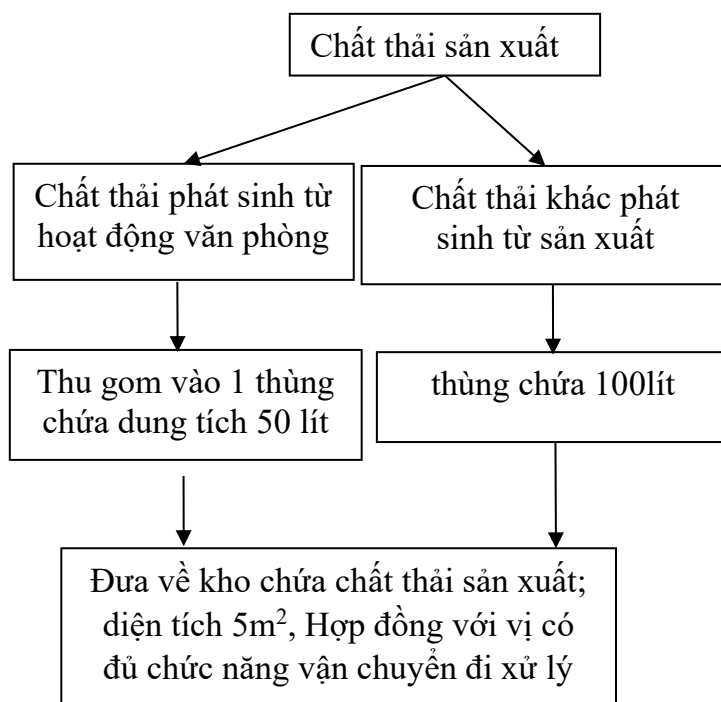 Chất thải sản xuất
Chất thải phát sinh từ
hoạt động văn phòng
Chất thải khác phát
sinh từ sản xuất
Thu gom vào 1 thùng
chứa dung tích 50 lít
thùng chứa 100lít
Đưa về kho chứa chất thải sản xuất;
diện tích 5m², Hợp đồng với vị có
đủ chức năng vận chuyển đi xử lý